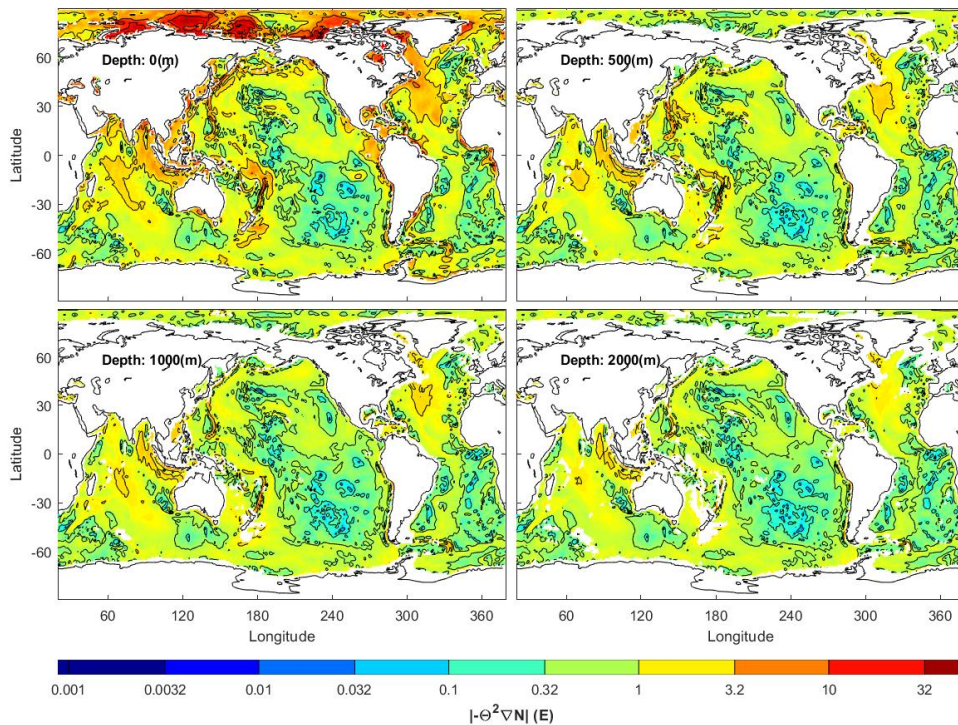 60
30
0
-30
-60
Latitude
Depth: 0(m)
Depth: 500(m)
60
30
0
-30
-60
Latitude
Depth: 1000(m)
Depth: 2000(m)
60 120 180 240 300 360
60 120 180 240 300 360
Longitude
Longitude
0.001 0.0032 0.01 0.032 0.1 0.32 1 3.2 10 32
|-Θ²∇N| (E)